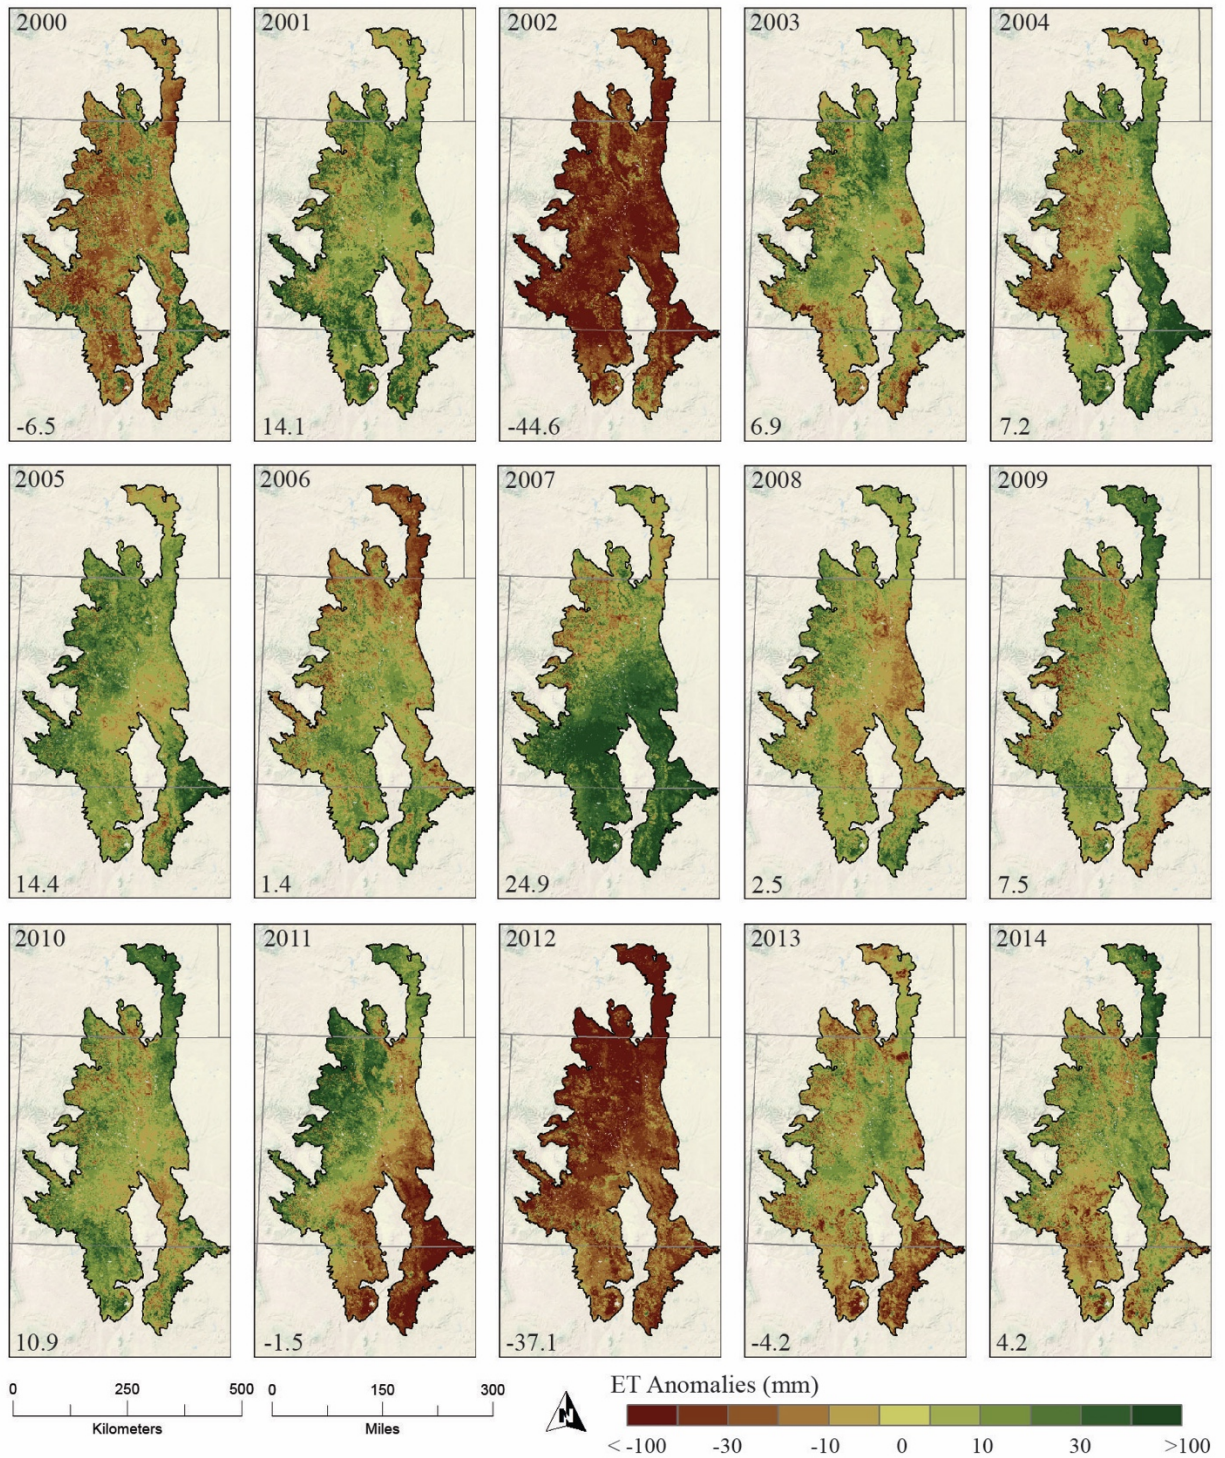 2000 2001 2002 2003 2004
-6.5 14.1 -44.6 6.9 7.2
2005 2006 2007 2008 2009
14.4 1.4 24.9 2.5 7.5
2010 2011 2012 2013 2014
10.9 -1.5 -37.1 -4.2 4.2
0 250 500
Kilometers
0 150 300
Miles
N
ET Anomalies (mm)
< -100 -30 -10 0 10 30 >100